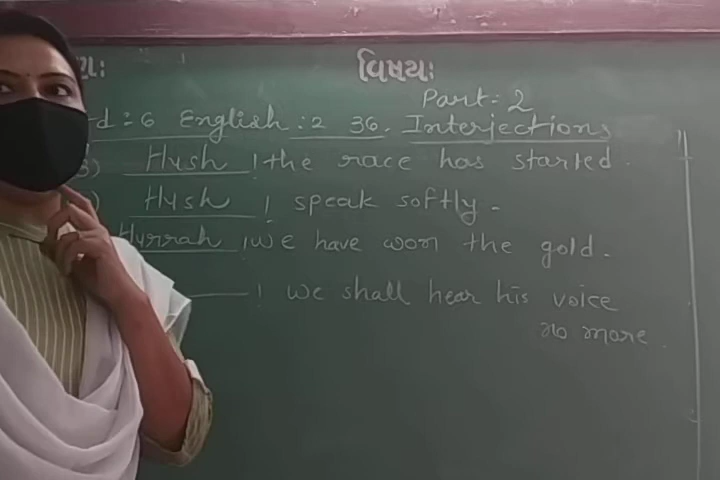 વિષય:
Part:- 2
English:2 36. Interjections
Hush ! the race has started.
Hush ! speak softly.
Hurrah ! we have won the gold.
! we shall hear his voice
no more.